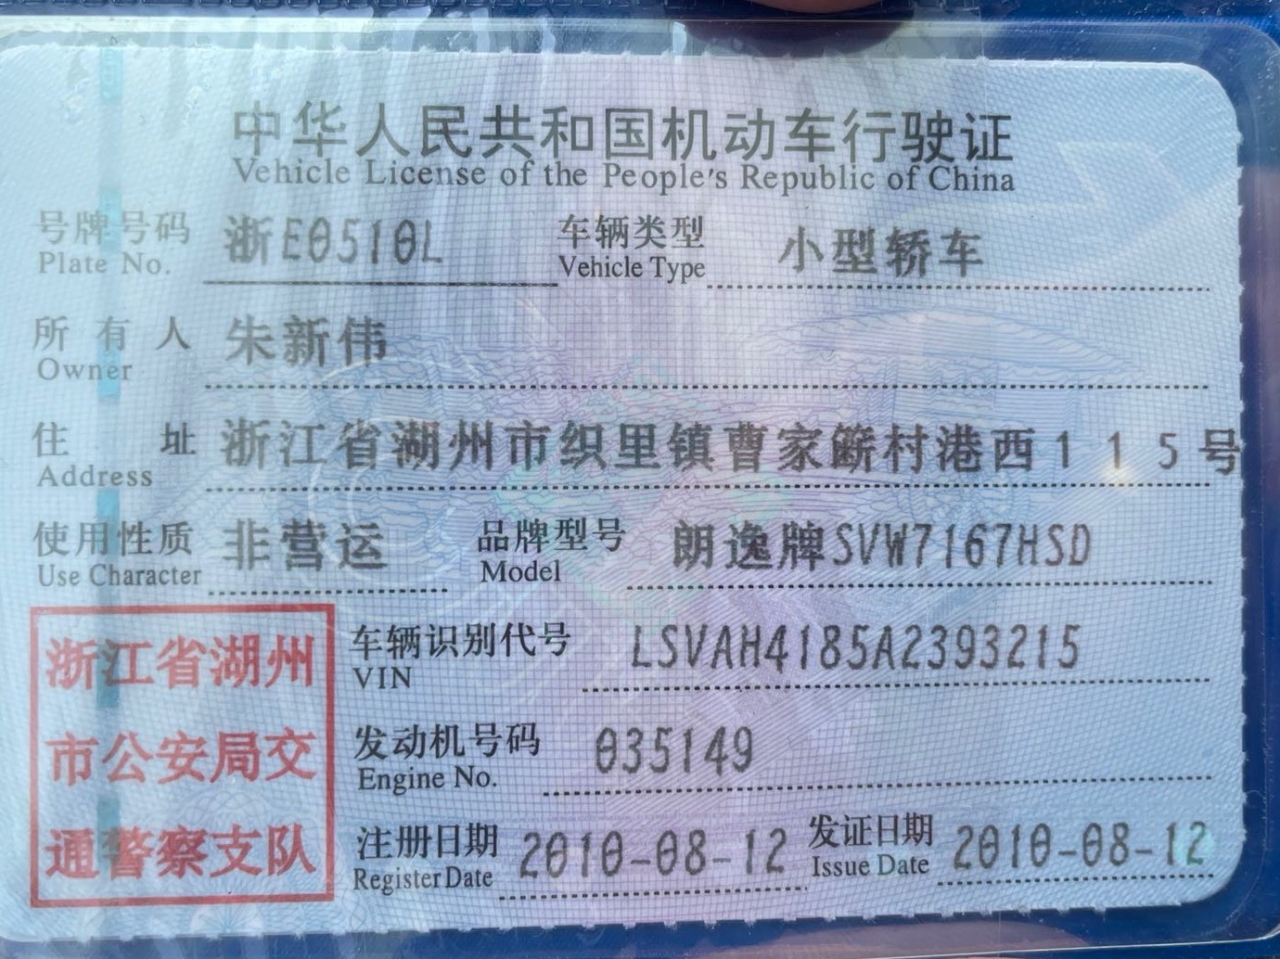 中华人民共和国机动车行驶证
Vehicle License of the People's Republic of China
号牌号码 浙E0510L 车辆类型 小型轿车
Plate No. Vehicle Type
所有人 朱新伟
Owner
住址 浙江省湖州市织里镇曹家簖村港西115号
Address
使用性质 非营运 品牌型号 朗逸牌SVW7167HSD
Use Character Model
浙江省湖州
市公安局交
通警察支队
车辆识别代号 LSVAH4185A2393215
VIN
发动机号码 035149
Engine No.
注册日期 2010-08-12 发证日期 2010-08-12
Register Date Issue Date